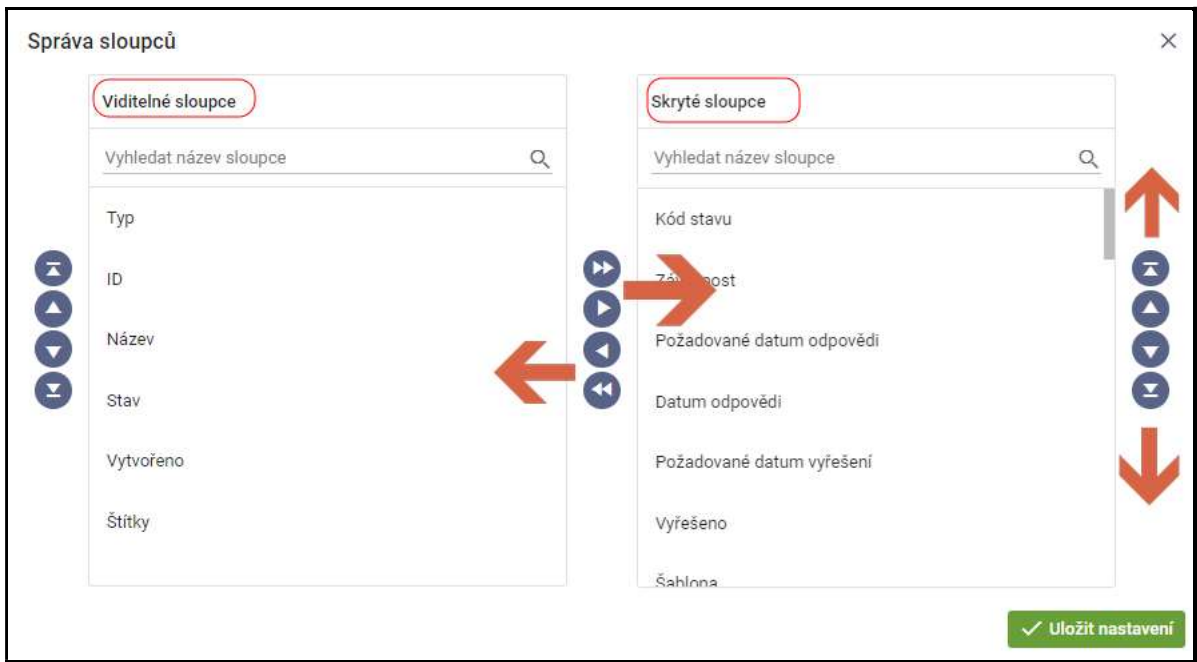 Správa sloupců
Viditelné sloupce
Vyhledat název sloupce
Typ
ID
Název
Stav
Vytvořeno
Štítky
Skryté sloupce
Vyhledat název sloupce
Kód stavu
Požadované datum odpovědi
Datum odpovědi
Požadované datum vyřešení
Vyřešeno
Šablona
Uložit nastavení